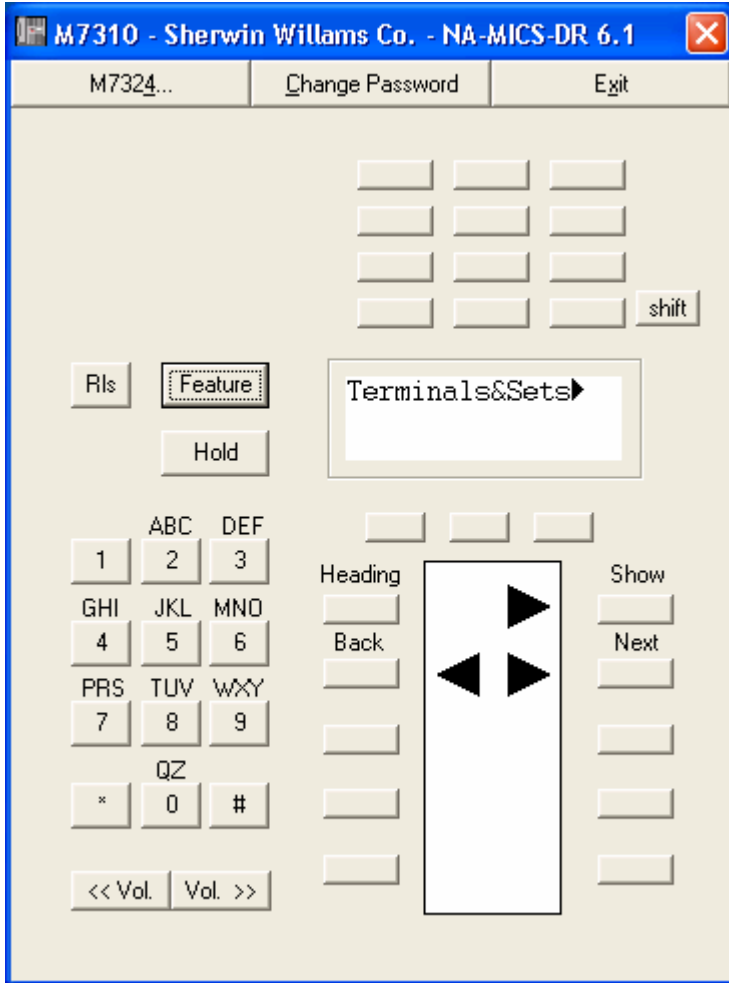 M7310 - Sherwin Willams Co. - NA-MICS-DR 6.1
M7324... Change Password Exit
shift
Rls Feature
Terminals&Sets
Hold
ABC DEF
1 2 3
Heading Show
GHI JKL MNO
4 5 6
Back Next
PRS TUV WXY
7 8 9
QZ
* 0 #
<< Vol. Vol. >>